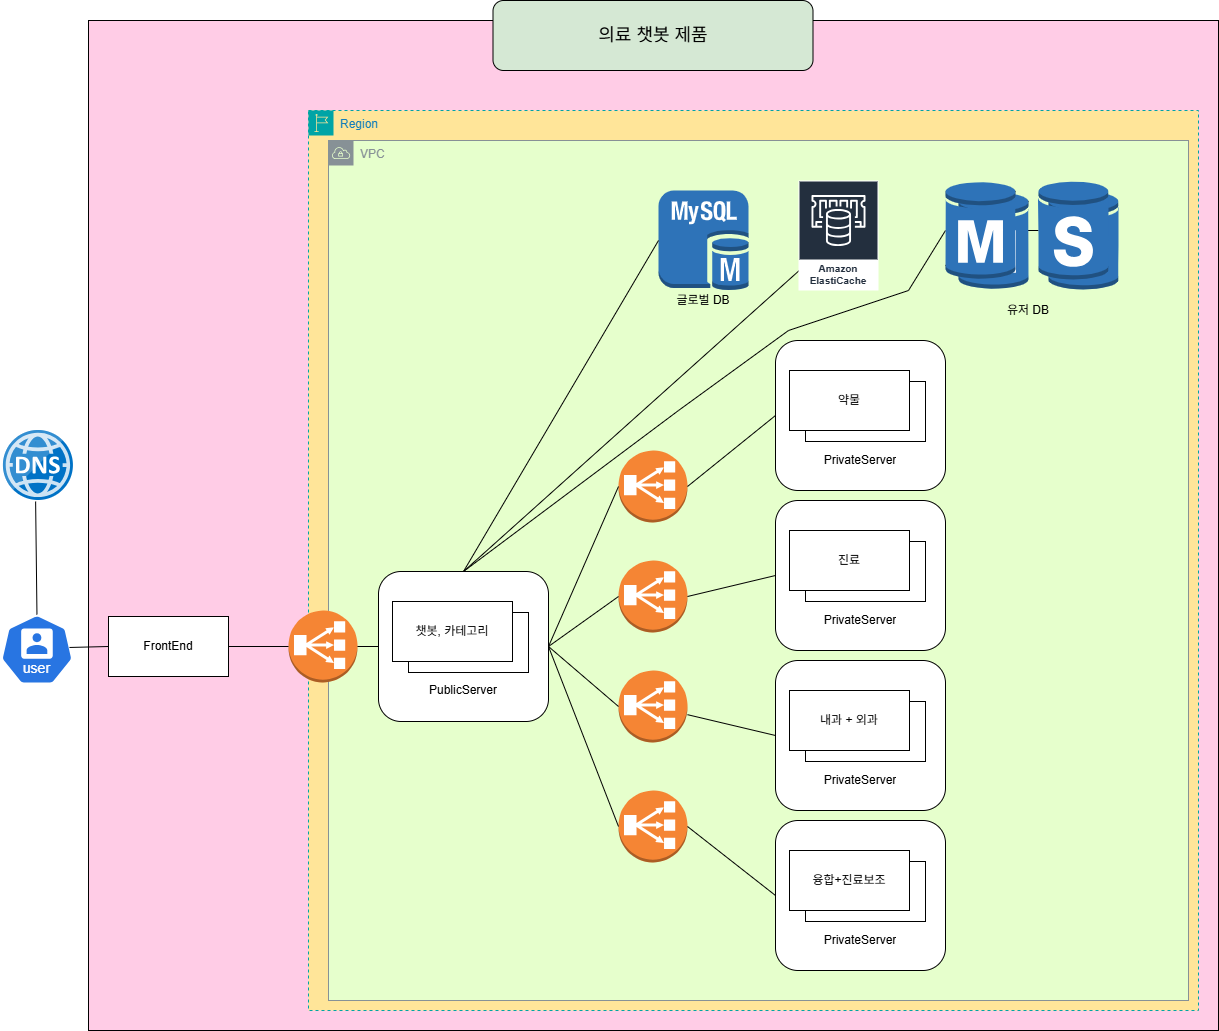 의료 챗봇 제품
Region
VPC
MySQL
M
글로벌 DB
Amazon
ElastiCache
M
S
유저 DB
약물
PrivateServer
DNS
진료
PrivateServer
user
FrontEnd
챗봇, 카테고리
PublicServer
내과 + 외과
PrivateServer
융합+진료보조
PrivateServer